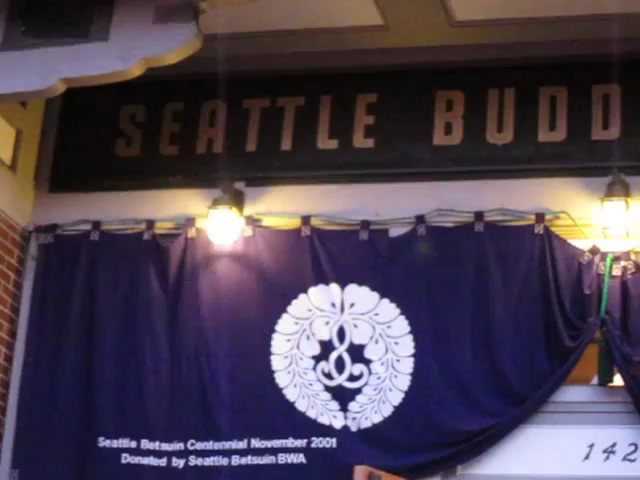 SEATTLE BUDD
Seattle Betsuin Centennial November 2001
Donated by Seattle Betsuin BWA
142